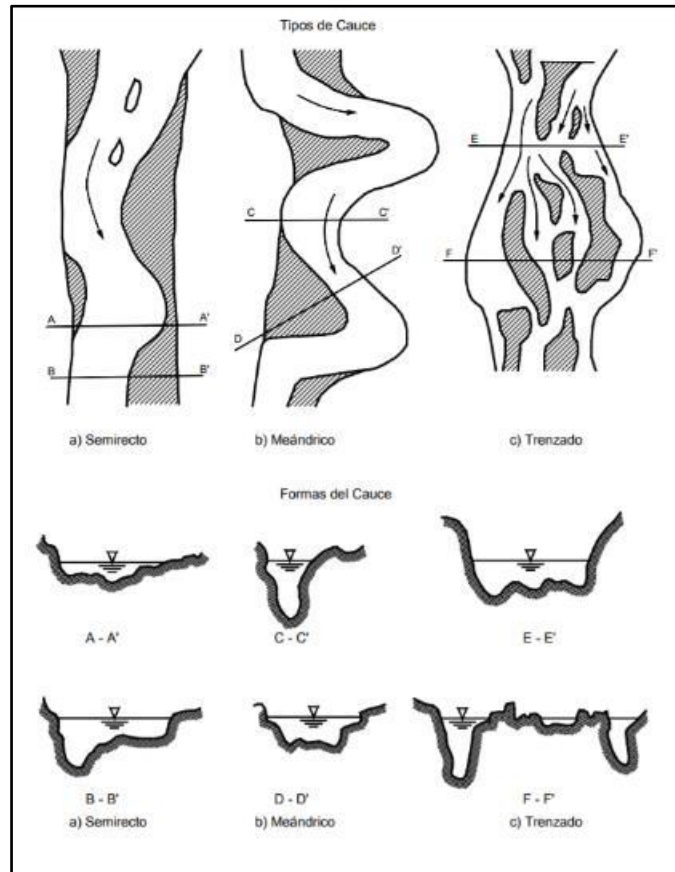 Tipos de Cauce
E E'
C C'
D'
F F'
D
A A'
B B'
a) Semirecto b) Meándrico c) Trenzado
Formas del Cauce
A - A' C - C' E - E'
B - B' D - D' F - F'
a) Semirecto b) Meándrico c) Trenzado